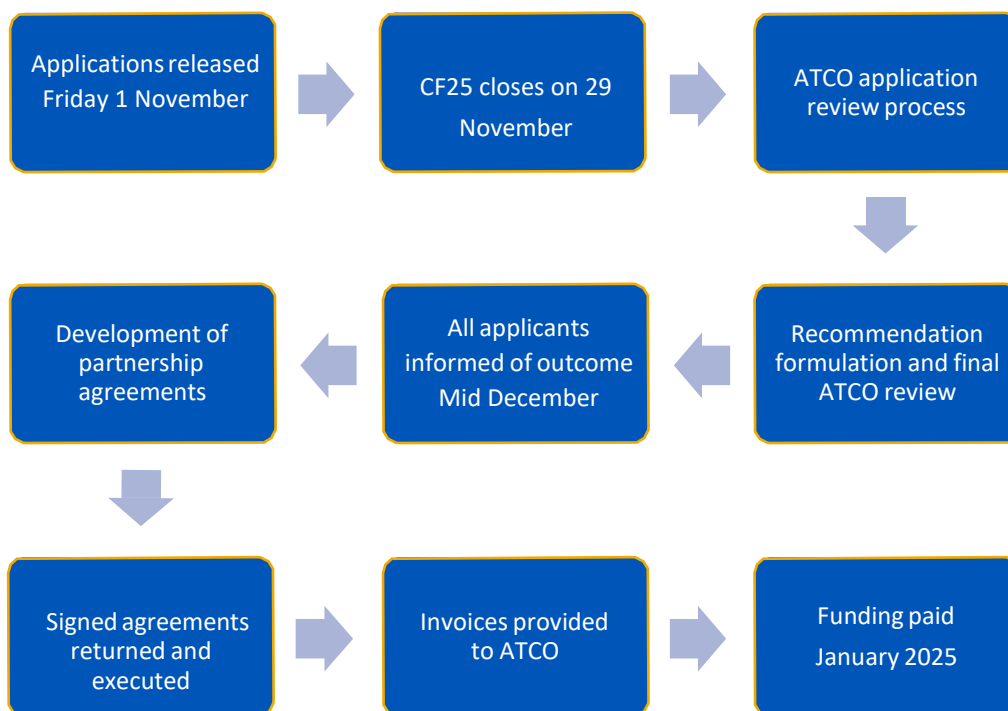 Applications released
Friday 1 November
CF25 closes on 29
November
ATCO application
review process
Recommendation
formulation and final
ATCO review
All applicants
informed of outcome
Mid December
Development of
partnership
agreements
Signed agreements
returned and
executed
Invoices provided
to ATCO
Funding paid
January 2025